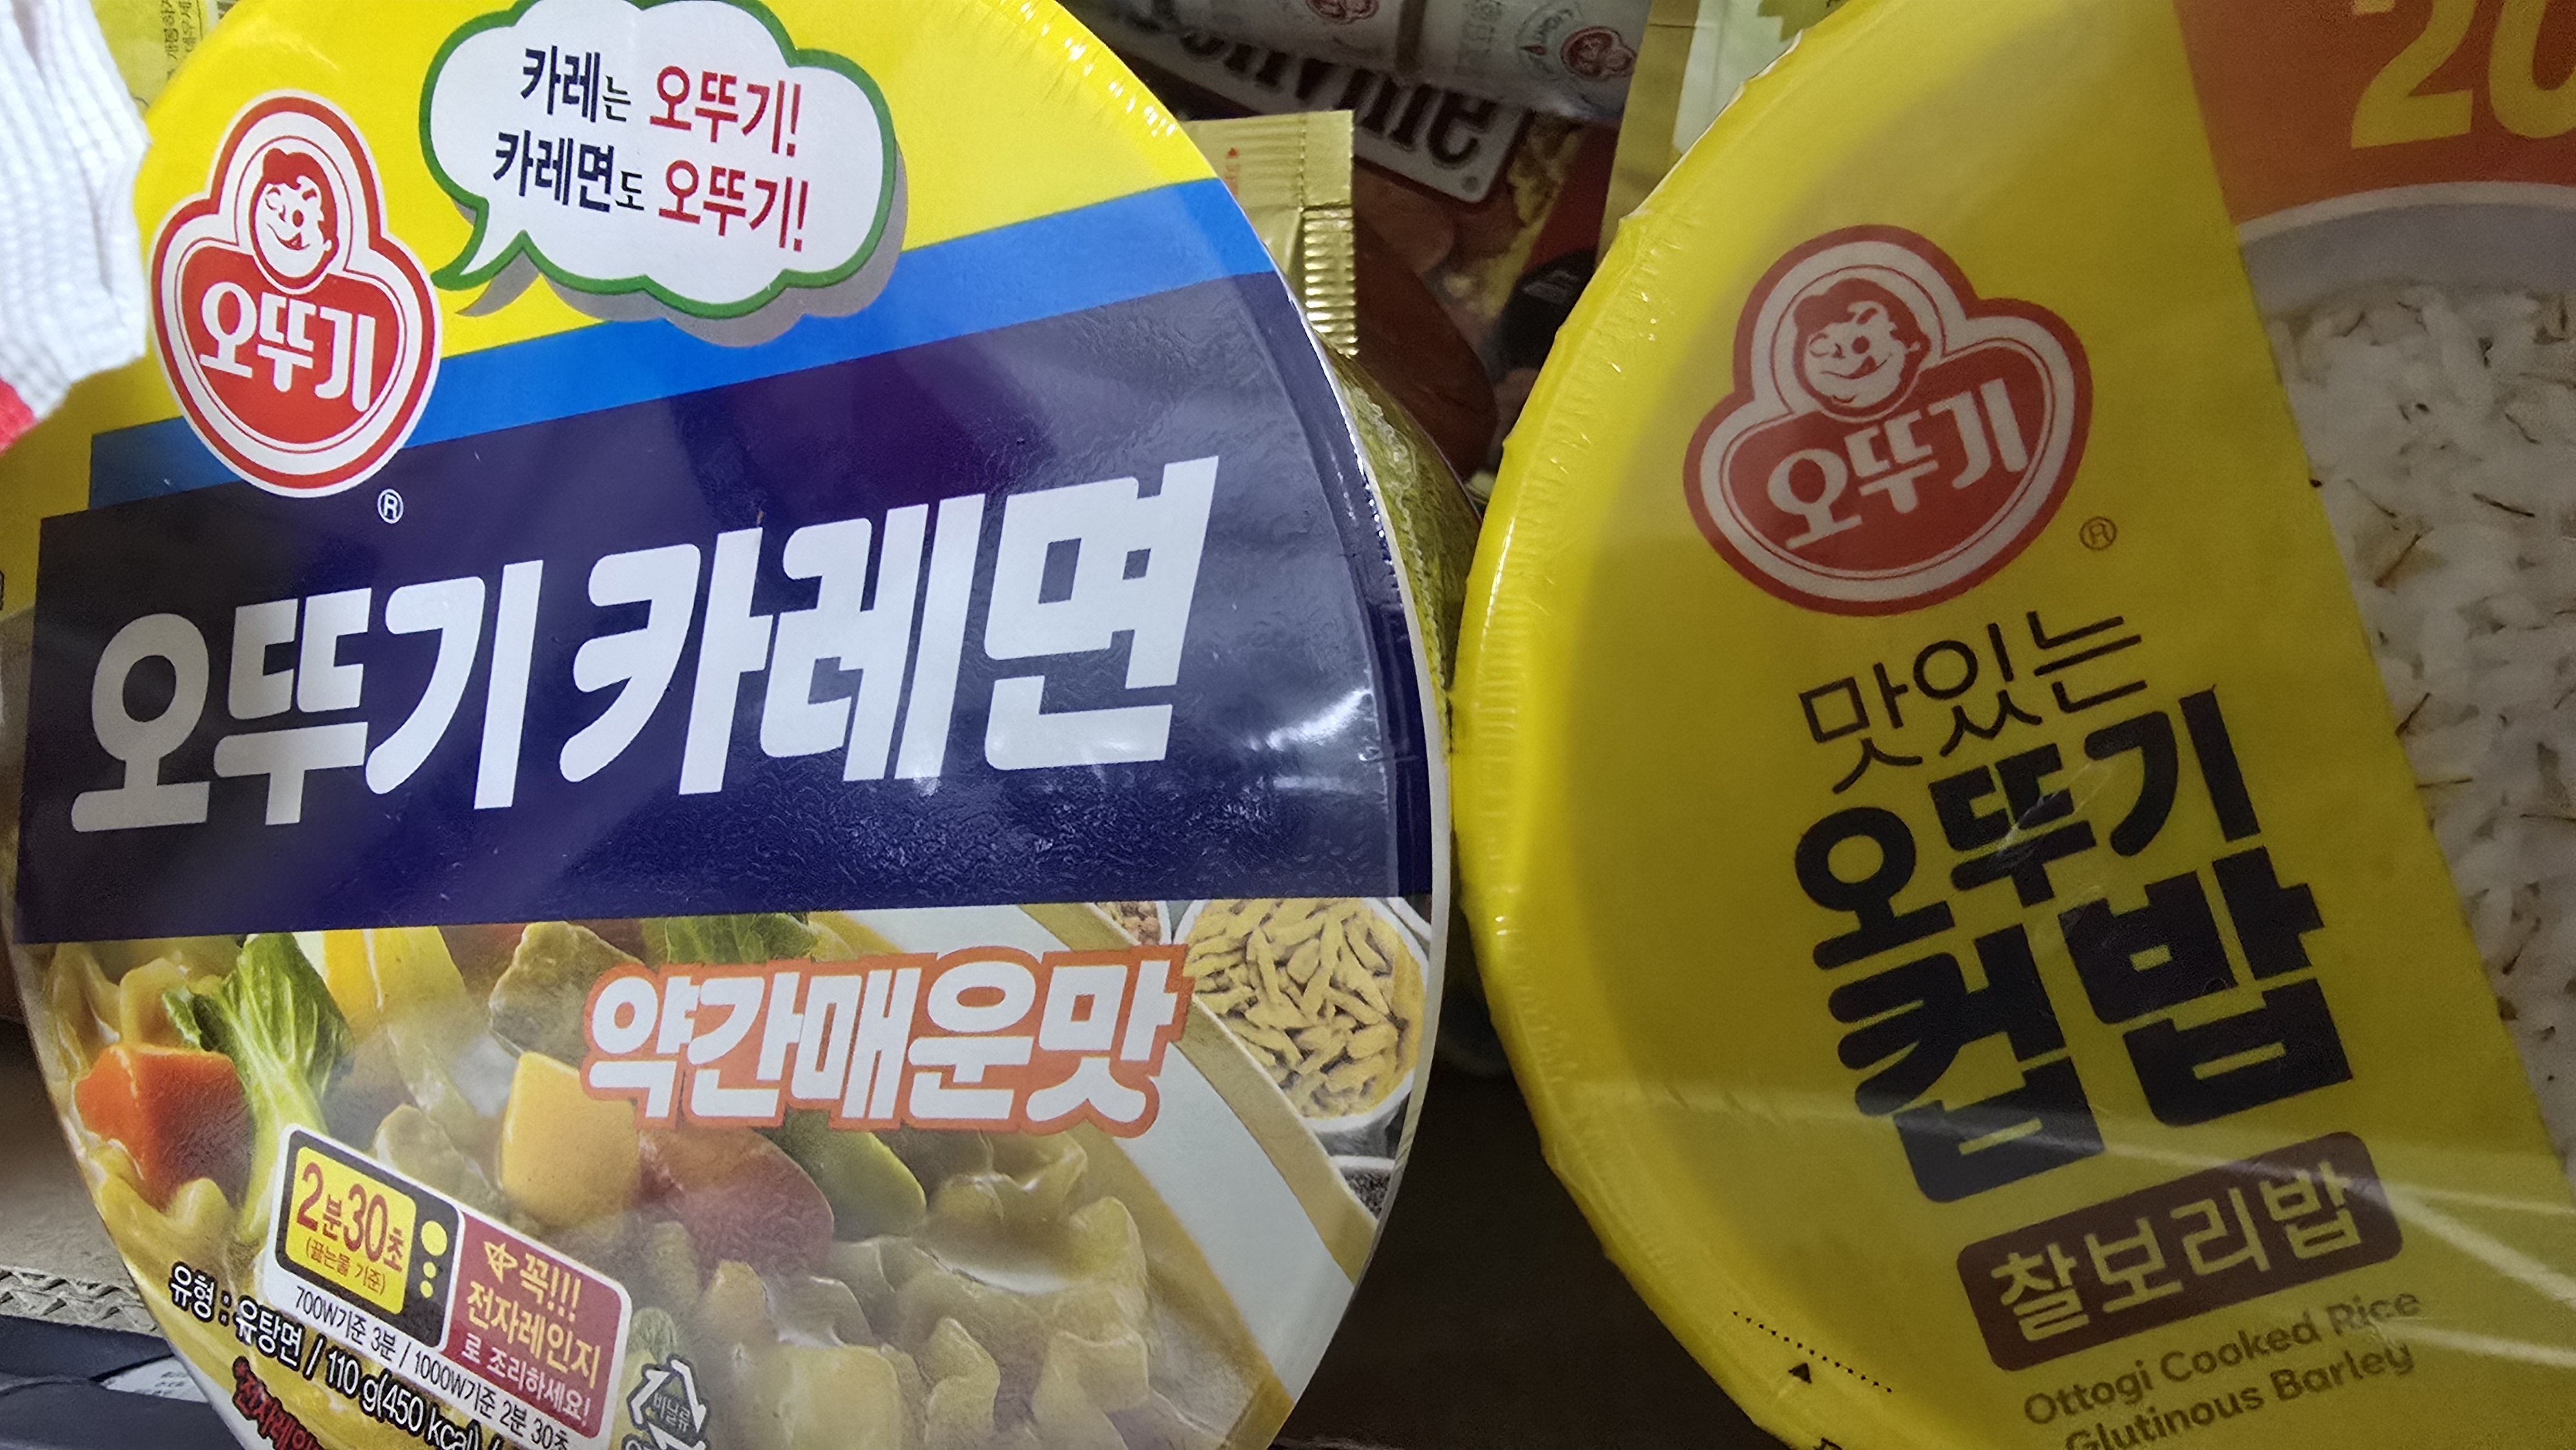 카레는 오뚜기!
카레면도 오뚜기!
오뚜기
®
오뚜기 카레면
약간매운맛
2분30초
(끓는물 기준)
꼭!!!
전자레인지
로 조리하세요!
700W기준 3분 / 1000W기준 2분 30초
유형 : 유탕면 / 110 g(450 kcal)
비닐류
오뚜기
®
맛있는
오뚜기
컵밥
찰보리밥
Ottogi Cooked Rice
Glutinous Barley
20